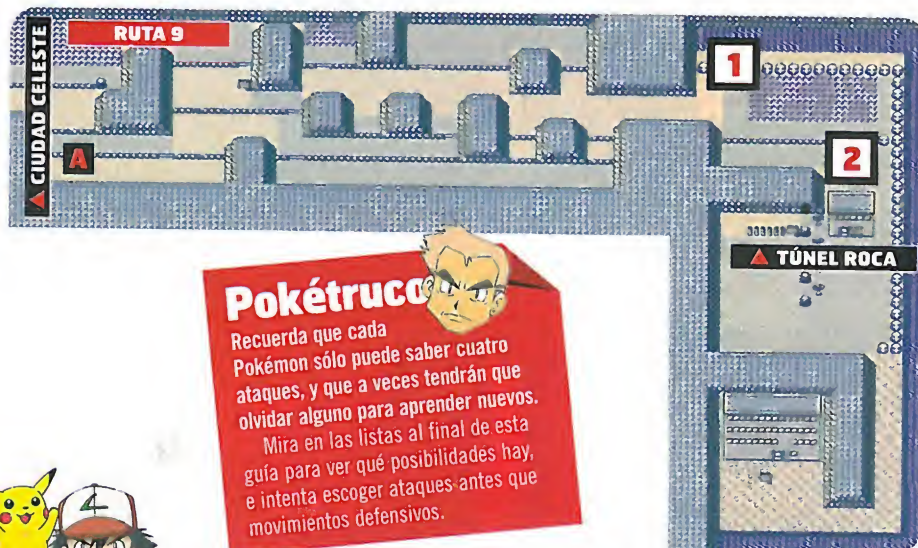 RUTA 9
▲ CIUDAD CELESTE
A
1
2
▲ TÚNEL ROCA
Pokétruco
Recuerda que cada
Pokémon sólo puede saber cuatro
ataques, y que a veces tendrán que
olvidar alguno para aprender nuevos.
Mira en las listas al final de esta
guía para ver qué posibilidades hay,
e intenta escoger ataques antes que
movimientos defensivos.